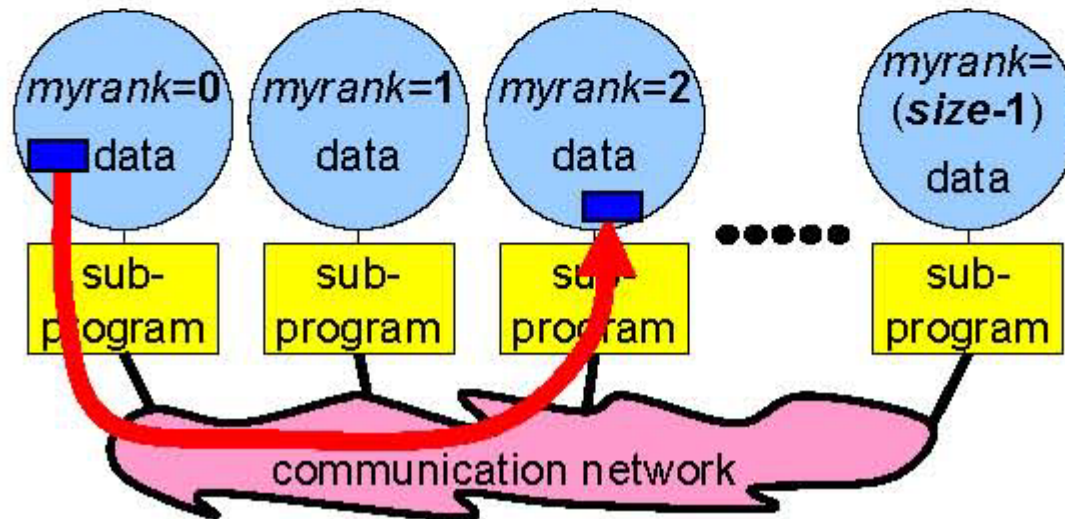 myrank=0
data
sub-
program
myrank=1
data
sub-
program
myrank=2
data
sub-
program
myrank=
(size-1)
data
sub-
program
communication network